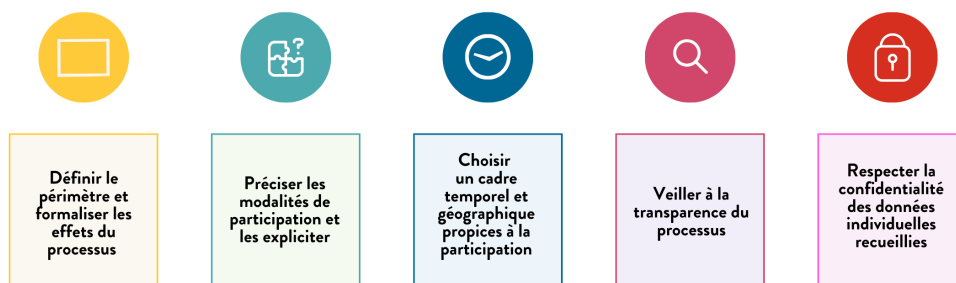 Définir le
périmètre et
formaliser les
effets du
processus
Préciser les
modalités de
participation et
les expliciter
Choisir
un cadre
temporel et
géographique
propices à la
participation
Veiller à la
transparence du
processus
Respecter la
confidentialité
des données
individuelles
recueillies